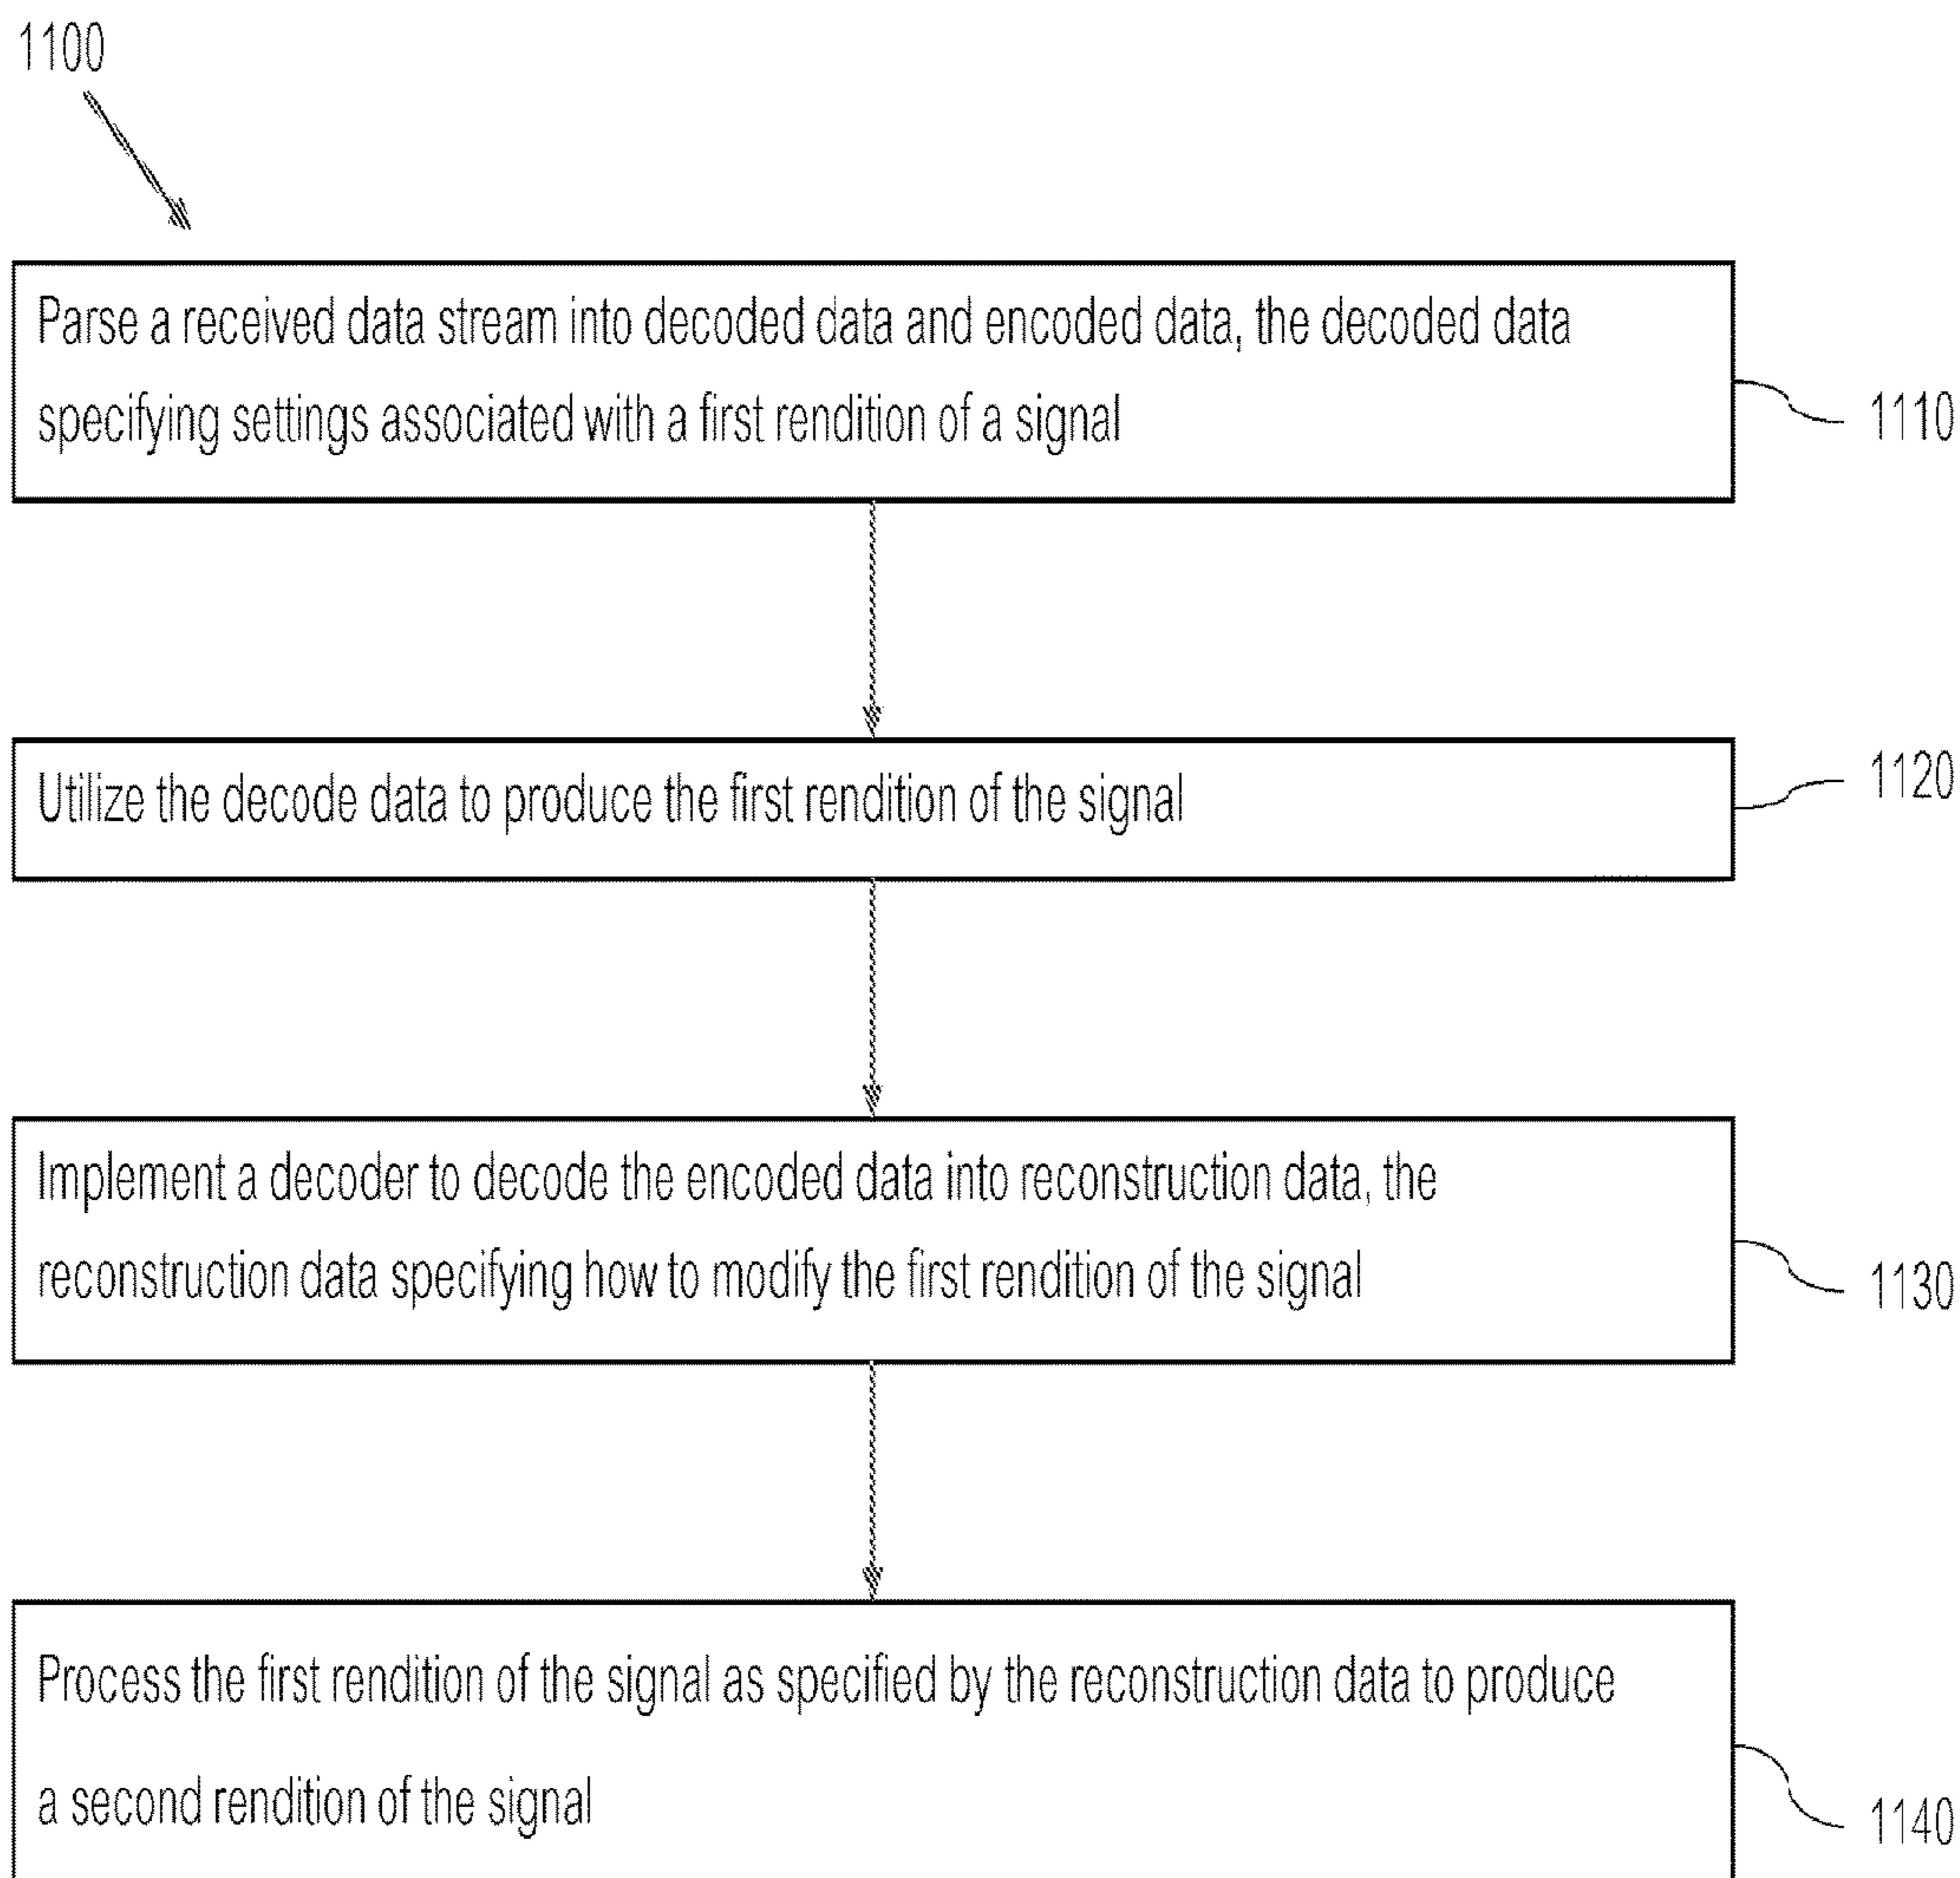 1100
Parse a received data stream into decoded data and encoded data, the decoded data
specifying settings associated with a first rendition of a signal
1110
Utilize the decode data to produce the first rendition of the signal
1120
Implement a decoder to decode the encoded data into reconstruction data, the
reconstruction data specifying how to modify the first rendition of the signal
1130
Process the first rendition of the signal as specified by the reconstruction data to produce
a second rendition of the signal
1140